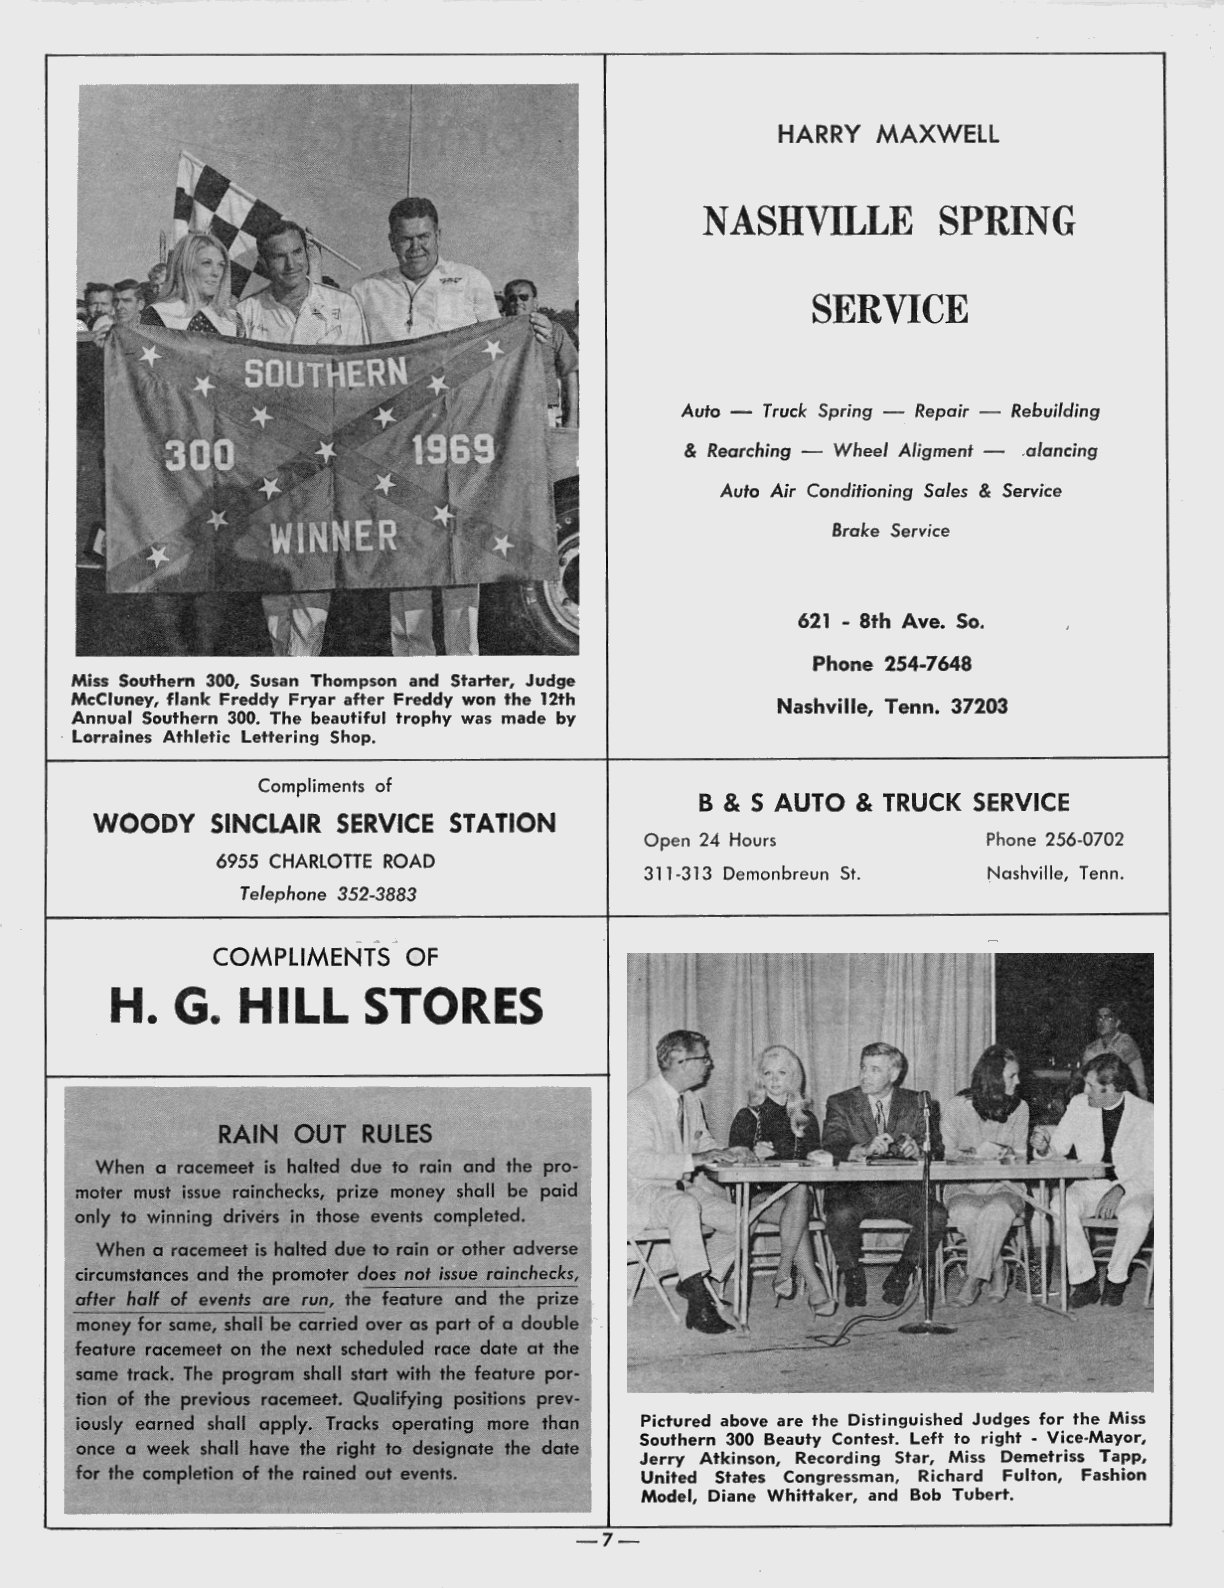 SOUTHERN
300 1969
WINNER
Miss Southern 300, Susan Thompson and Starter, Judge
McCluney, flank Freddy Fryar after Freddy won the 12th
Annual Southern 300. The beautiful trophy was made by
Lorraines Athletic Lettering Shop.
HARRY MAXWELL
NASHVILLE SPRING
SERVICE
Auto — Truck Spring — Repair — Rebuilding
& Rearching — Wheel Aligment — alancing
Auto Air Conditioning Sales & Service
Brake Service
621 - 8th Ave. So.
Phone 254-7648
Nashville, Tenn. 37203
Compliments of
WOODY SINCLAIR SERVICE STATION
6955 CHARLOTTE ROAD
Telephone 352-3883
B & S AUTO & TRUCK SERVICE
Open 24 Hours Phone 256-0702
311-313 Demonbreun St. Nashville, Tenn.
COMPLIMENTS OF
H. G. HILL STORES
RAIN OUT RULES
When a racemeet is halted due to rain and the pro-
moter must issue rainchecks, prize money shall be paid
only to winning drivers in those events completed.
When a racemeet is halted due to rain or other adverse
circumstances and the promoter does not issue rainchecks,
after half of events are run, the feature and the prize
money for same, shall be carried over as part of a double
feature racemeet on the next scheduled race date at the
same track. The program shall start with the feature por-
tion of the previous racemeet. Qualifying positions prev-
iously earned shall apply. Tracks operating more than
once a week shall have the right to designate the date
for the completion of the rained out events.
Pictured above are the Distinguished Judges for the Miss
Southern 300 Beauty Contest. Left to right - Vice-Mayor,
Jerry Atkinson, Recording Star, Miss Demetriss Tapp,
United States Congressman, Richard Fulton, Fashion
Model, Diane Whittaker, and Bob Tubert.
— 7 —